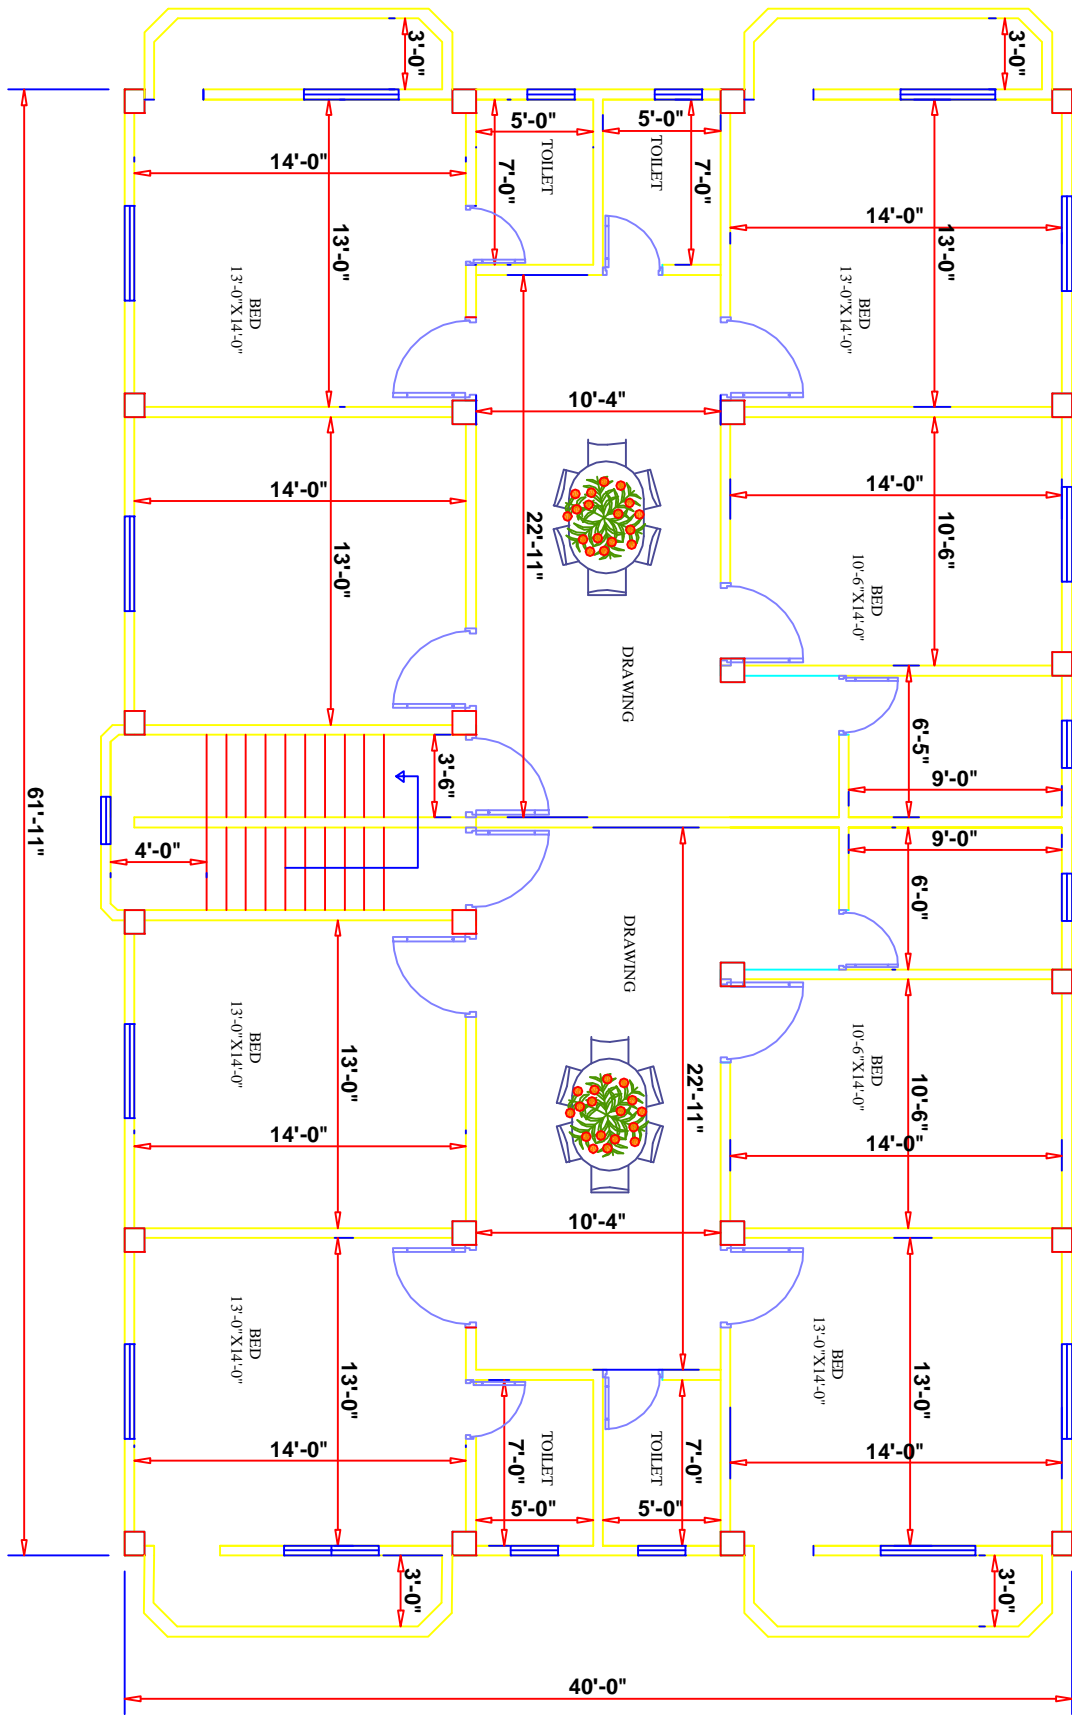 3'-0"
3'-0"
5'-0"
5'-0"
TOILET
TOILET
7'-0"
7'-0"
14'-0"
14'-0"
13'-0"
13'-0"
BED
13'-0"X14'-0"
BED
13'-0"X14'-0"
10'-4"
14'-0"
14'-0"
22'-11"
10'-6"
13'-0"
BED
10'-6"X14'-0"
DRAWING
6'-5"
3'-6"
9'-0"
61'-11"
4'-0"
9'-0"
6'-0"
DRAWING
BED
13'-0"X14'-0"
13'-0"
BED
10'-6"X14'-0"
10'-6"
22'-11"
14'-0"
14'-0"
10'-4"
BED
13'-0"X14'-0"
13'-0"
BED
13'-0"X14'-0"
13'-0"
14'-0"
14'-0"
7'-0"
TOILET
TOILET
7'-0"
5'-0"
5'-0"
3'-0"
3'-0"
40'-0"